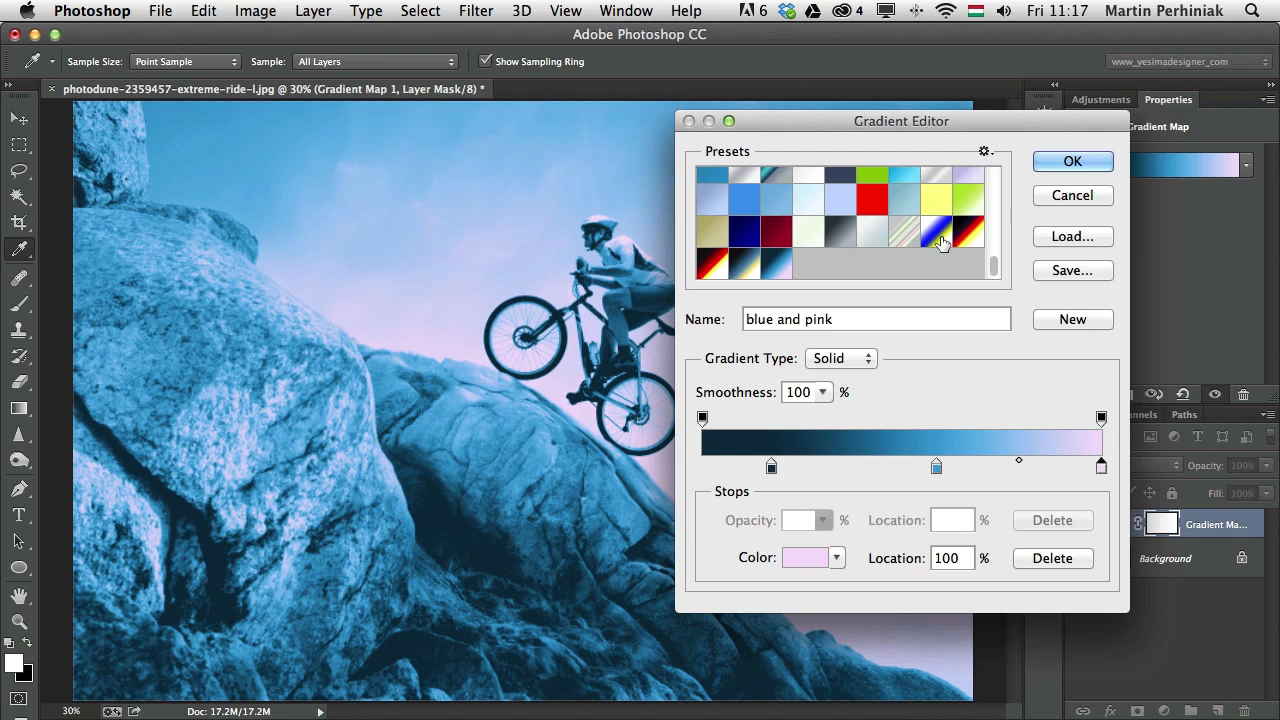 Photoshop File Edit Image Layer Type Select Filter 3D View Window Help 6 4 Fri 11:17 Martin Perhiniak
Adobe Photoshop CC
Sample Size: Point Sample Sample: All Layers Show Sampling Ring www_yesimadesigner_com
× photodune-2359457-extreme-ride-l.jpg @ 30% (Gradient Map 1, Layer Mask/8) *
Adjustments Properties
Gradient Map
Gradient Editor
Presets
OK
Cancel
Load...
Save...
Name: blue and pink New
Gradient Type: Solid
Smoothness: 100 %
Stops
Opacity: % Location: % Delete
Color: Location: 100 % Delete
nnels Paths
Opacity: 100%
Fill: 100%
Gradient Ma...
Background
30% Doc: 17.2M/17.2M